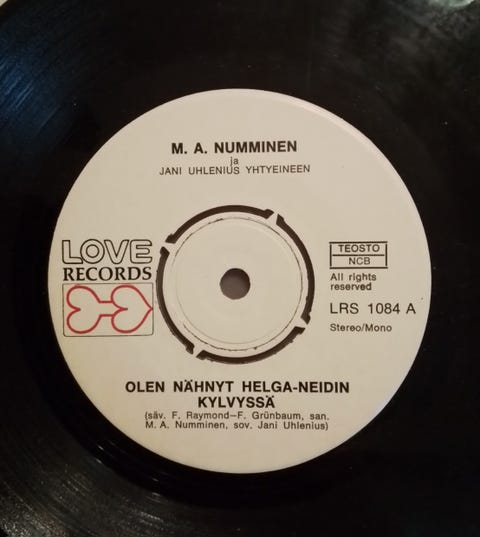 M. A. NUMMINEN
ja
JANI UHLENIUS YHTYEINEEN
LOVE
RECORDS
TEOSTO
NCB
All rights
reserved
LRS 1084 A
Stereo/Mono
OLEN NÄHNYT HELGA-NEIDIN
KYLVYSSÄ
(säv. F. Raymond—F. Grünbaum, san.
M. A. Numminen, sov. Jani Uhlenius)